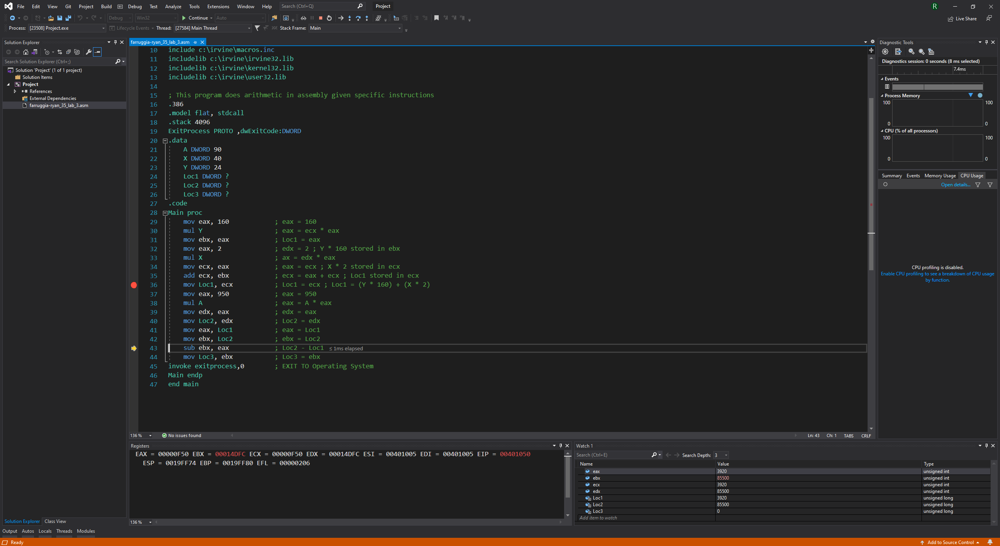 File Edit View Git Project Build Debug Test Analyze Tools Extensions Window Help Search (Ctrl+Q) Project R
Debug Win32 Continue Auto Live Share
Process: [23508] Project.exe Lifecycle Events Thread: [27584] Main Thread Stack Frame: Main
Solution Explorer
Search Solution Explorer (Ctrl+;)
Solution 'Project' (1 of 1 project)
Solution Items
Project
References
External Dependencies
farruggia-ryan_35_lab_3.asm
Solution Explorer Class View
farruggia-ryan_35_lab_3.asm
10 include c:\irvine\macros.inc
11 includelib c:\irvine\irvine32.lib
12 includelib c:\irvine\kernel32.lib
13 includelib c:\irvine\user32.lib
14
15 ; This program does arithmetic in assembly given specific instructions
16 .386
17 .model flat, stdcall
18 .stack 4096
19 ExitProcess PROTO ,dwExitCode:DWORD
20 .data
21 A DWORD 90
22 X DWORD 40
23 Y DWORD 24
24 Loc1 DWORD ?
25 Loc2 DWORD ?
26 Loc3 DWORD ?
27 .code
28 Main proc
29 mov eax, 160 ; eax = 160
30 mul Y ; eax = ecx * eax
31 mov ebx, eax ; Loc1 = eax
32 mov eax, 2 ; edx = 2 ; Y * 160 stored in ebx
33 mul X ; ax = edx * eax
34 mov ecx, eax ; eax = ecx ; X * 2 stored in ecx
35 add ecx, ebx ; ecx = eax + ecx ; Loc1 stored in ecx
36 mov Loc1, ecx ; Loc1 = ecx ; Loc1 = (Y * 160) + (X * 2)
37 mov eax, 950 ; eax = 950
38 mul A ; eax = A * eax
39 mov edx, eax ; edx = eax
40 mov Loc2, edx ; Loc2 = edx
41 mov eax, Loc1 ; eax = Loc1
42 mov ebx, Loc2 ; ebx = Loc2
43 sub ebx, eax ; Loc2 - Loc1 ≤ 1ms elapsed
44 mov Loc3, ebx ; Loc3 = ebx
45 invoke exitprocess,0 ; EXIT TO Operating System
46 Main endp
47 end main
136 % No issues found Ln: 43 Ch: 1 TABS CRLF
Diagnostic Tools
Diagnostics session: 0 seconds (8 ms selected)
7.4ms
Events
Process Memory
100 100
0 0
CPU (% of all processors)
100 100
0 0
Summary Events Memory Usage CPU Usage
Open details...
CPU profiling is disabled.
Enable CPU profiling to see a breakdown of CPU usage
by function.
Registers
EAX = 00000F50 EBX = 00014DFC ECX = 00000F50 EDX = 00014DFC ESI = 00401005 EDI = 00401005 EIP = 00401050
ESP = 0019FF74 EBP = 0019FF80 EFL = 00000206
136 %
Watch 1
Search (Ctrl+E) Search Depth: 3
Name Value Type
eax 3920 unsigned int
ebx 85500 unsigned int
ecx 3920 unsigned int
edx 85500 unsigned int
Loc1 3920 unsigned long
Loc2 85500 unsigned long
Loc3 0 unsigned long
Add item to watch
Output Autos Locals Threads Modules
Ready Add to Source Control